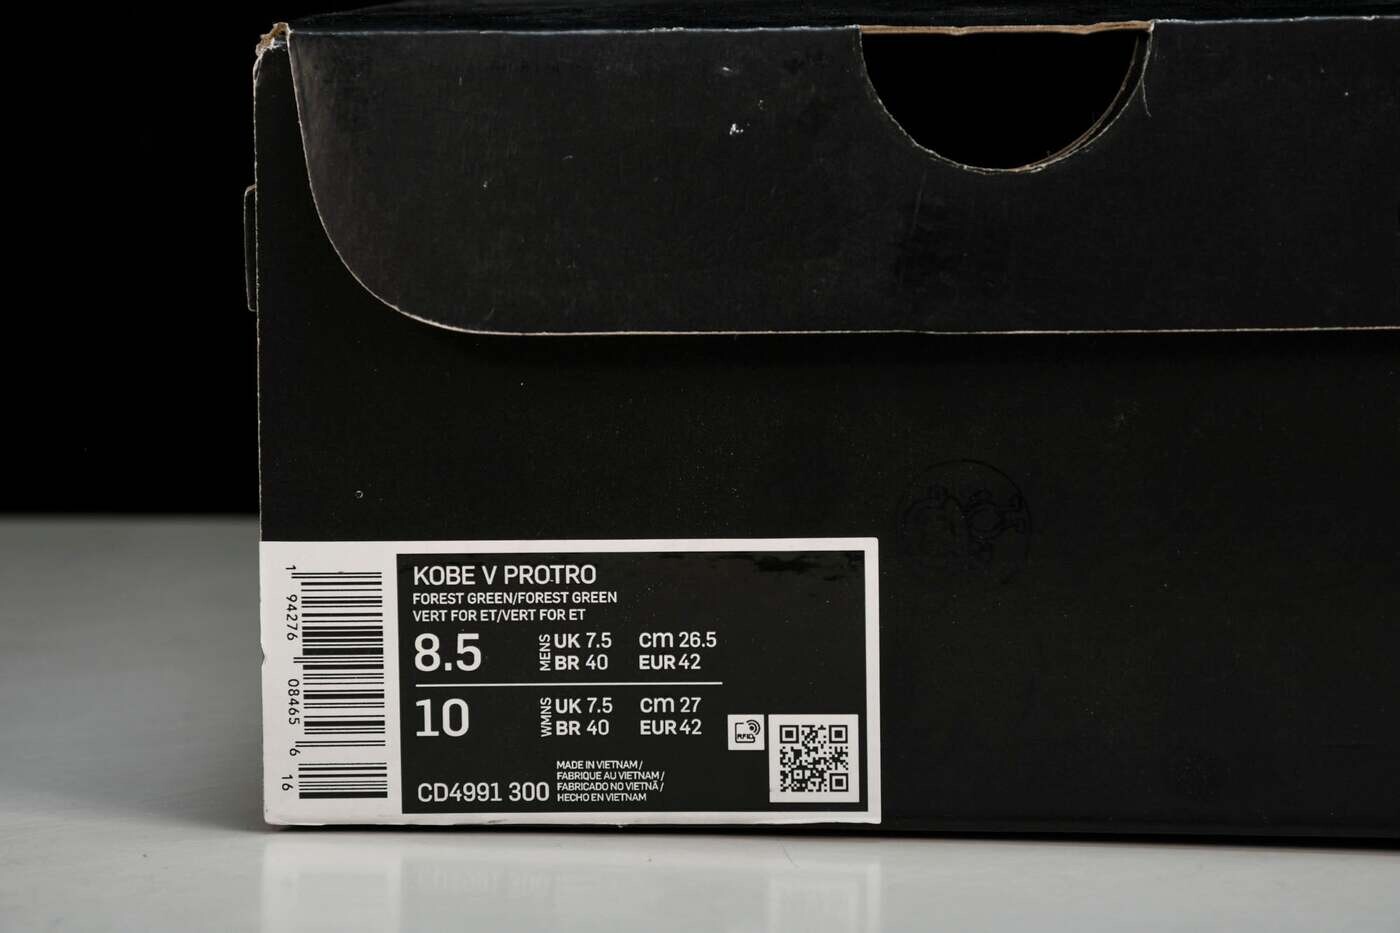 KOBE V PROTRO
FOREST GREEN/FOREST GREEN
VERT FOR ET/VERT FOR ET
8.5
MENS
UK 7.5 cm 26.5
BR 40 EUR 42
10
WMNS
UK 7.5 cm 27
BR 40 EUR 42
RFID
CD4991 300
MADE IN VIETNAM /
FABRIQUE AU VIETNAM /
FABRICADO NO VIETNÃ /
HECHO EN VIETNAM
1 94276 08465 6 16